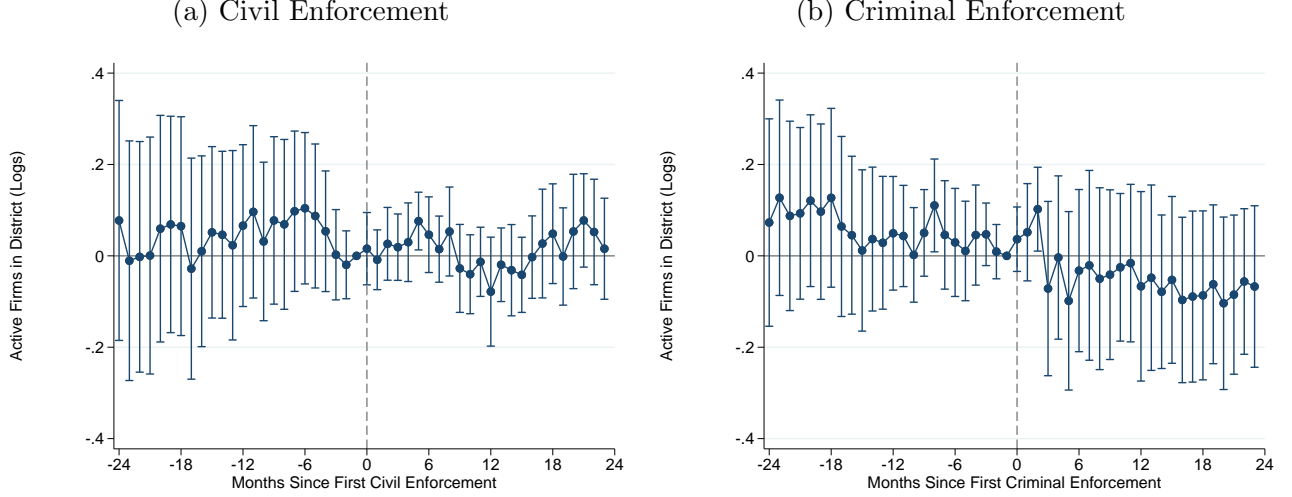 (a) Civil Enforcement
.4
.2
0
-.2
-.4
Active Firms in District (Logs)
-24 -18 -12 -6 0 6 12 18 24
Months Since First Civil Enforcement
(b) Criminal Enforcement
.4
.2
0
-.2
-.4
Active Firms in District (Logs)
-24 -18 -12 -6 0 6 12 18 24
Months Since First Criminal Enforcement